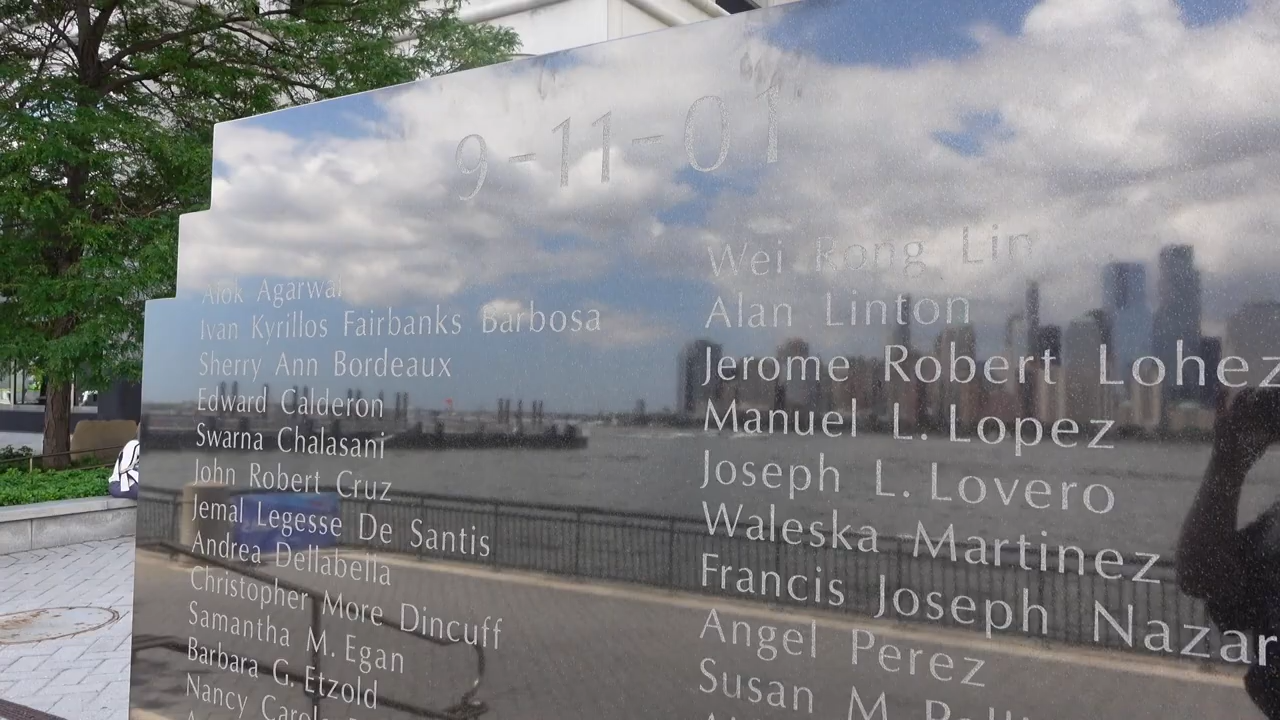 9-11-01
Alok Agarwal
Ivan Kyrillos Fairbanks Barbosa
Sherry Ann Bordeaux
Edward Calderon
Swarna Chalasani
John Robert Cruz
Jemal Legesse De Santis
Andrea Dellabella
Christopher More Dincuff
Samantha M. Egan
Barbara G. Etzold
Nancy
Wei Rong Lin
Alan Linton
Jerome Robert Lohez
Manuel L. Lopez
Joseph L. Lovero
Waleska Martinez
Francis Joseph Nazar
Angel Perez
Susan M.